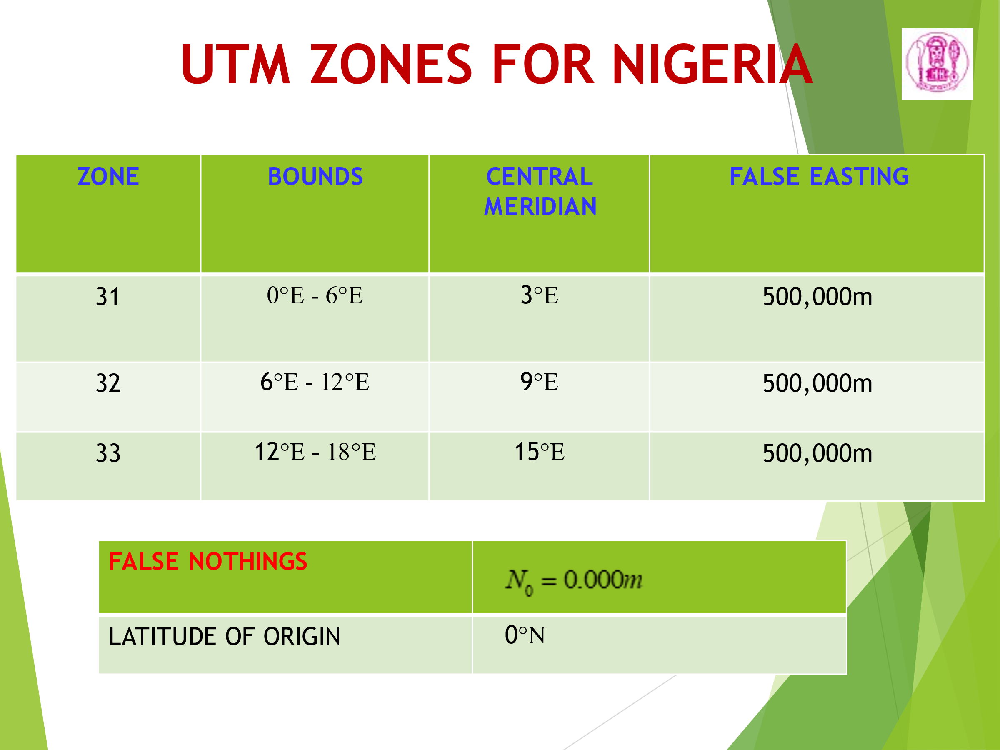 UTM ZONES FOR NIGERIA
ZONE BOUNDS CENTRAL MERIDIAN FALSE EASTING
31 0°E - 6°E 3°E 500,000m
32 6°E - 12°E 9°E 500,000m
33 12°E - 18°E 15°E 500,000m
FALSE NOTHINGS N₀ = 0.000m
LATITUDE OF ORIGIN 0°N